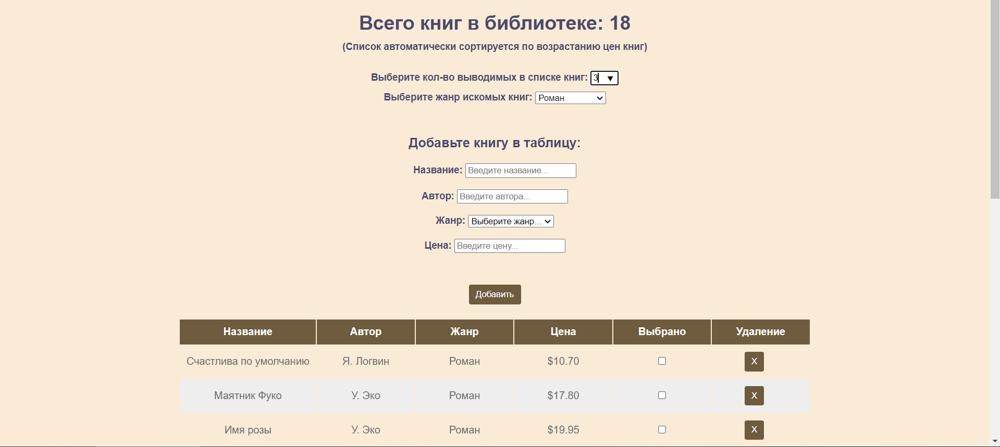 Всего книг в библиотеке: 18
(Список автоматически сортируется по возрастанию цен книг)
Выберите кол-во выводимых в списке книг: 3
Выберите жанр искомых книг: Роман
Добавьте книгу в таблицу:
Название: Введите название...
Автор: Введите автора...
Жанр: Выберите жанр...
Цена: Введите цену...
Добавить
Название Автор Жанр Цена Выбрано Удаление
Счастлива по умолчанию Я. Логвин Роман $10.70 X
Маятник Фуко У. Эко Роман $17.80 X
Имя розы У. Эко Роман $19.95 X